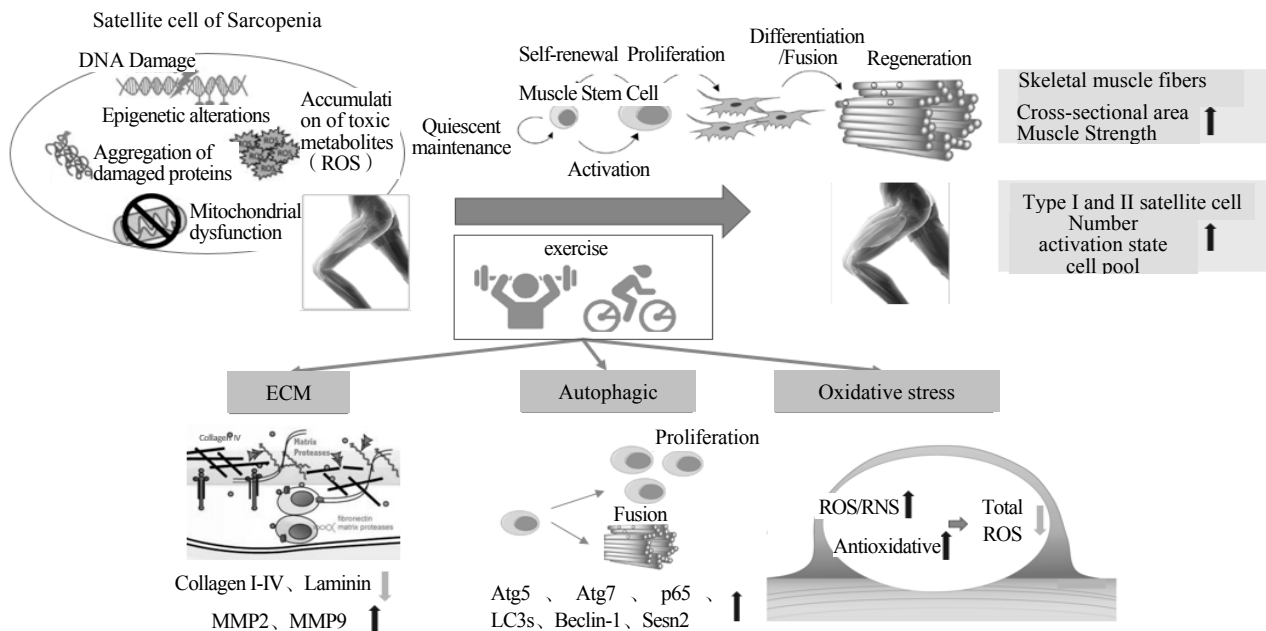 Satellite cell of Sarcopenia
DNA Damage
Epigenetic alterations
Accumulati
on of toxic
metabolites
（ROS）
Aggregation of
damaged proteins
Mitochondrial
dysfunction
Quiescent
maintenance
Self-renewal Proliferation
Muscle Stem Cell
Activation
Differentiation
/Fusion
Regeneration
Skeletal muscle fibers
Cross-sectional area
Muscle Strength
Type I and II satellite cell
Number
activation state
cell pool
exercise
ECM
Autophagic
Oxidative stress
Collagen IV
Matrix
Proteases
fibronectin
matrix proteases
Collagen I-IV、Laminin
MMP2、MMP9
Proliferation
Fusion
Atg5 、 Atg7 、 p65 、
LC3s、Beclin-1、Sesn2
ROS/RNS
Antioxidative
Total
ROS